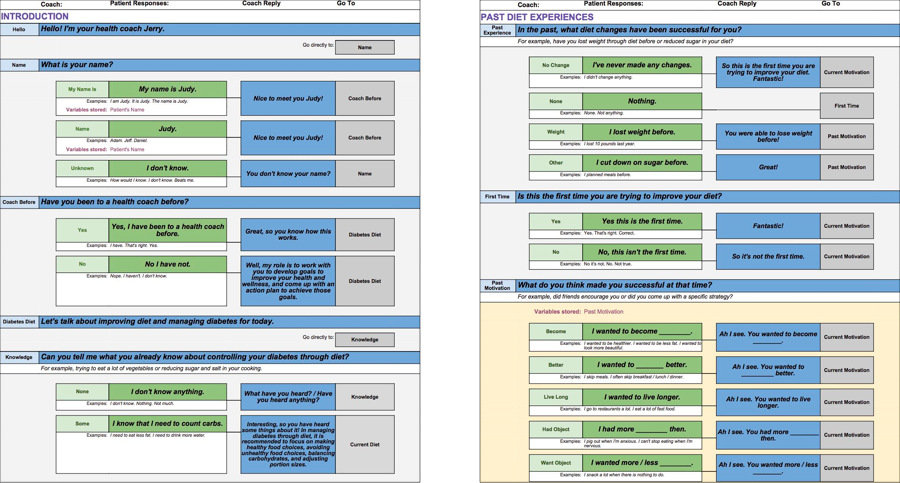 Coach: Patient Responses: Coach Reply Go To
INTRODUCTION
Hello Hello! I'm your health coach Jerry.
Go directly to: Name
Name What is your name?
My Name is My name is Judy.
Examples: I am Judy. It is Judy. The name is Judy.
Variables stored: Patient's Name
Nice to meet you Judy! Coach Before
Name Judy.
Examples: Adam. Jeff. Daniel.
Variables stored: Patient's Name
Nice to meet you Judy! Coach Before
Unknown I don't know.
Examples: How would I know. I don't know. Beats me.
You don't know your name? Name
Coach Before Have you been to a health coach before?
Yes Yes, I have been to a health coach
before.
Examples: I have. That's right. Yes.
Great, so you know how this
works.
Diabetes Diet
No No I have not.
Examples: Nope. I haven't. I don't know.
Well, my role is to work with
you to develop goals to
improve your health and
wellness, and come up with an
action plan to achieve those
goals.
Diabetes Diet
Diabetes Diet Let's talk about improving diet and managing diabetes for today.
Go directly to: Knowledge
Knowledge Can you tell me what you already know about controlling your diabetes through diet?
For example, trying to eat a lot of vegetables or reducing sugar and salt in your cooking.
None I don't know anything.
Examples: I don't know. Nothing. Not much.
What have you heard? / Have
you heard anything?
Knowledge
Some I know that I need to count carbs.
Examples: I need to eat less fat. I need to drink more water.
Interesting, so you have heard
some things about it! In managing
diabetes through diet, it is
recommended to focus on making
healthy food choices, avoiding
unhealthy food choices, balancing
carbohydrates, and adjusting
portion sizes.
Current Diet
Coach: Patient Responses: Coach Reply Go To
PAST DIET EXPERIENCES
Past
Experience
In the past, what diet changes have been successful for you?
For example, have you lost weight through diet before or reduced sugar in your diet?
No Change I've never made any changes.
Examples: I didn't change anything.
So this is the first time you are
trying to improve your diet.
Fantastic!
Current Motivation
None Nothing.
Examples: None. Not anything.
First Time
Weight I lost weight before.
Examples: I lost 10 pounds last year.
You were able to lose weight
before!
Past Motivation
Other I cut down on sugar before.
Examples: I planned meals before.
Great! Past Motivation
First Time Is this the first time you are trying to improve your diet?
Yes Yes this is the first time.
Examples: Yes. That's right. Correct.
Fantastic! Current Motivation
No No, this isn't the first time.
Examples: No it's not. No. Not true.
So it's not the first time. Current Motivation
Past
Motivation
What do you think made you successful at that time?
For example, did friends encourage you or did you come up with a specific strategy?
Variables stored: Past Motivation
Become I wanted to become ________.
Examples: I wanted to be healthier. I wanted to be less fat. I wanted to
look more beautiful.
Ah I see. You wanted to become
________.
Current Motivation
Better I wanted to _______ better.
Examples: I skip meals. I often skip breakfast / lunch / dinner.
Ah I see. You wanted to
________ better.
Current Motivation
Live Long I wanted to live longer.
Examples: I go to restaurants a lot. I eat a lot of fast food.
Ah I see. You wanted to live
longer.
Current Motivation
Had Object I had more ________ then.
Examples: I pig out when I'm anxious. I can't stop eating when I'm
nervous.
Ah I see. You had more _______
then.
Current Motivation
Want Object I wanted more / less ________.
Examples: I snack a lot when there is nothing to do.
Ah I see. You wanted more / less
________.
Current Motivation